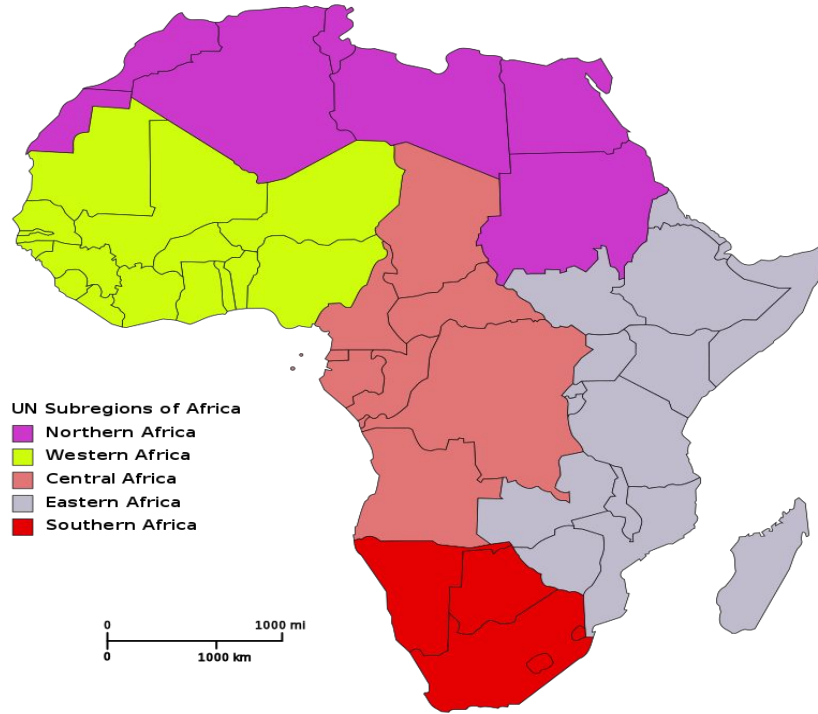 UN Subregions of Africa
Northern Africa
Western Africa
Central Africa
Eastern Africa
Southern Africa
0 1000 mi
0 1000 km